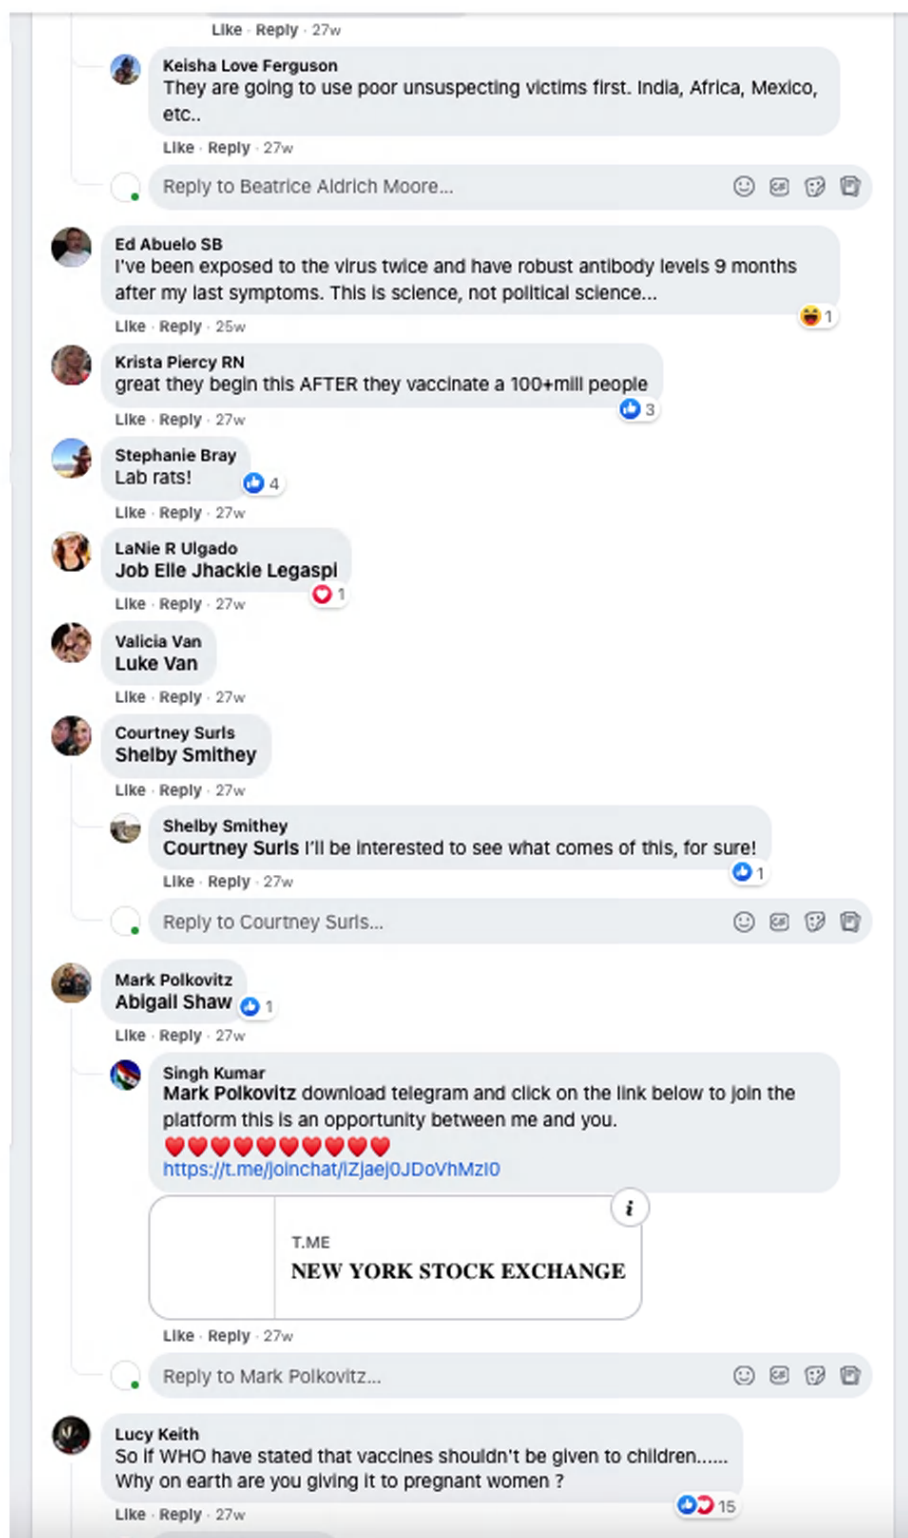 Like · Reply · 27w
Keisha Love Ferguson
They are going to use poor unsuspecting victims first. India, Africa, Mexico,
etc..
Like · Reply · 27w
Reply to Beatrice Aldrich Moore...
Ed Abuelo SB
I've been exposed to the virus twice and have robust antibody levels 9 months
after my last symptoms. This is science, not political science...
1
Like · Reply · 25w
Krista Piercy RN
great they begin this AFTER they vaccinate a 100+mill people
3
Like · Reply · 27w
Stephanie Bray
Lab rats!
4
Like · Reply · 27w
LaNie R Ulgado
Job Elle Jhackie Legaspi
1
Like · Reply · 27w
Valicia Van
Luke Van
Like · Reply · 27w
Courtney Surls
Shelby Smithey
Like · Reply · 27w
Shelby Smithey
Courtney Surls I'll be interested to see what comes of this, for sure!
1
Like · Reply · 27w
Reply to Courtney Surls...
Mark Polkovitz
Abigail Shaw
1
Like · Reply · 27w
Singh Kumar
Mark Polkovitz download telegram and click on the link below to join the
platform this is an opportunity between me and you.
❤️❤️❤️❤️❤️❤️❤️❤️❤️❤️
https://t.me/joinchat/lZjaej0JDoVhMzI0
T.ME
NEW YORK STOCK EXCHANGE
Like · Reply · 27w
Reply to Mark Polkovitz...
Lucy Keith
So if WHO have stated that vaccines shouldn't be given to children......
Why on earth are you giving it to pregnant women ?
15
Like · Reply · 27w